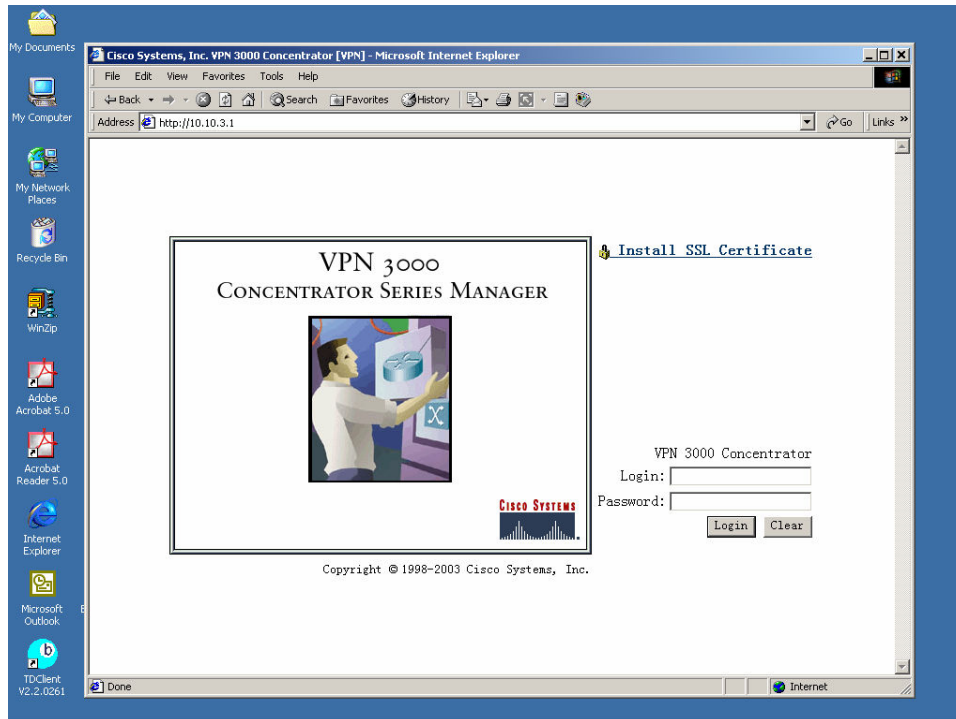 My Documents
My Computer
My Network
Places
Recycle Bin
WinZip
Adobe
Acrobat 5.0
Acrobat
Reader 5.0
Internet
Explorer
Microsoft
Outlook
E
TDClient
V2.2.0261
Cisco Systems, Inc. VPN 3000 Concentrator [VPN] - Microsoft Internet Explorer
File Edit View Favorites Tools Help
Back Search Favorites History
Address http://10.10.3.1 Go Links »
VPN 3000
Concentrator Series Manager
Cisco Systems
Install SSL Certificate
VPN 3000 Concentrator
Login:
Password:
Login Clear
Copyright © 1998-2003 Cisco Systems, Inc.
Done Internet